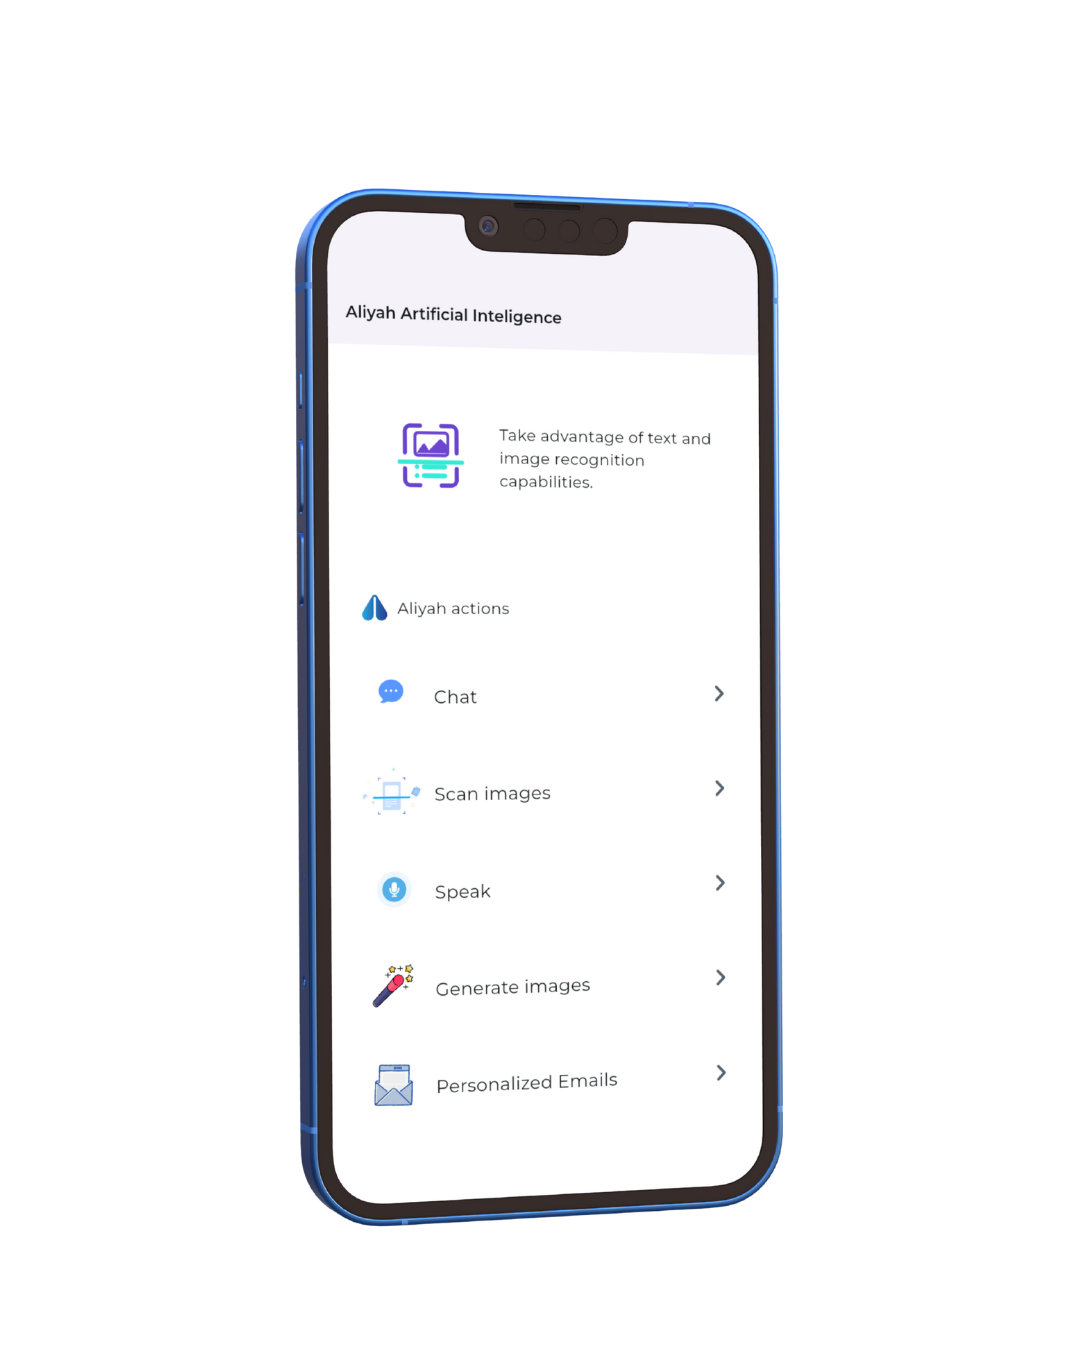 Aliyah Artificial Inteligence
Take advantage of text and
image recognition
capabilities.
Aliyah actions
Chat
Scan images
Speak
Generate images
Personalized Emails